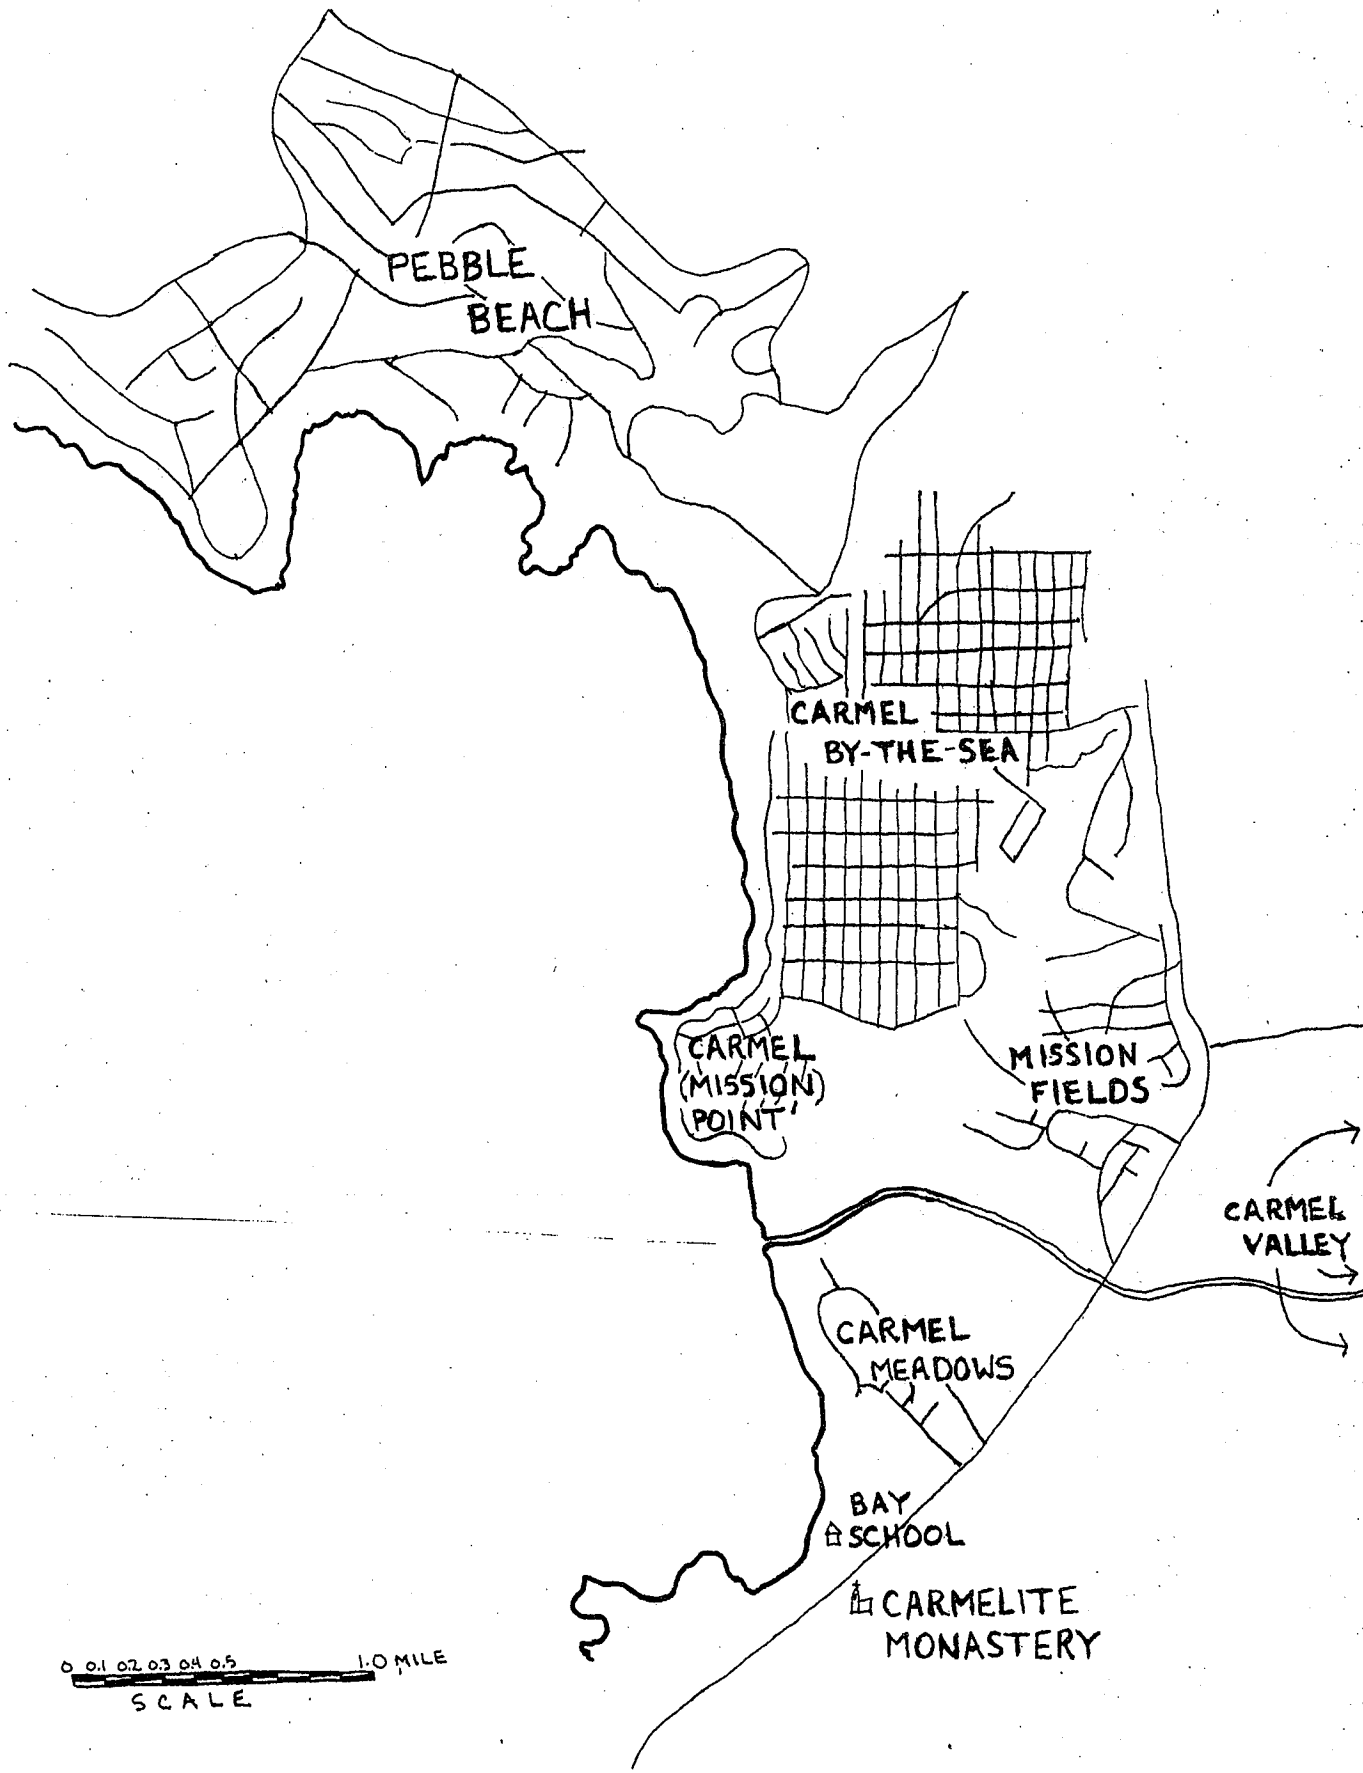 PEBBLE
BEACH
CARMEL
BY-THE-SEA
CARMEL
(MISSION)
POINT
MISSION
FIELDS
CARMEL
VALLEY
CARMEL
MEADOWS
BAY
SCHOOL
CARMELITE
MONASTERY
0 0.1 0.2 0.3 0.4 0.5 1.0 MILE
SCALE